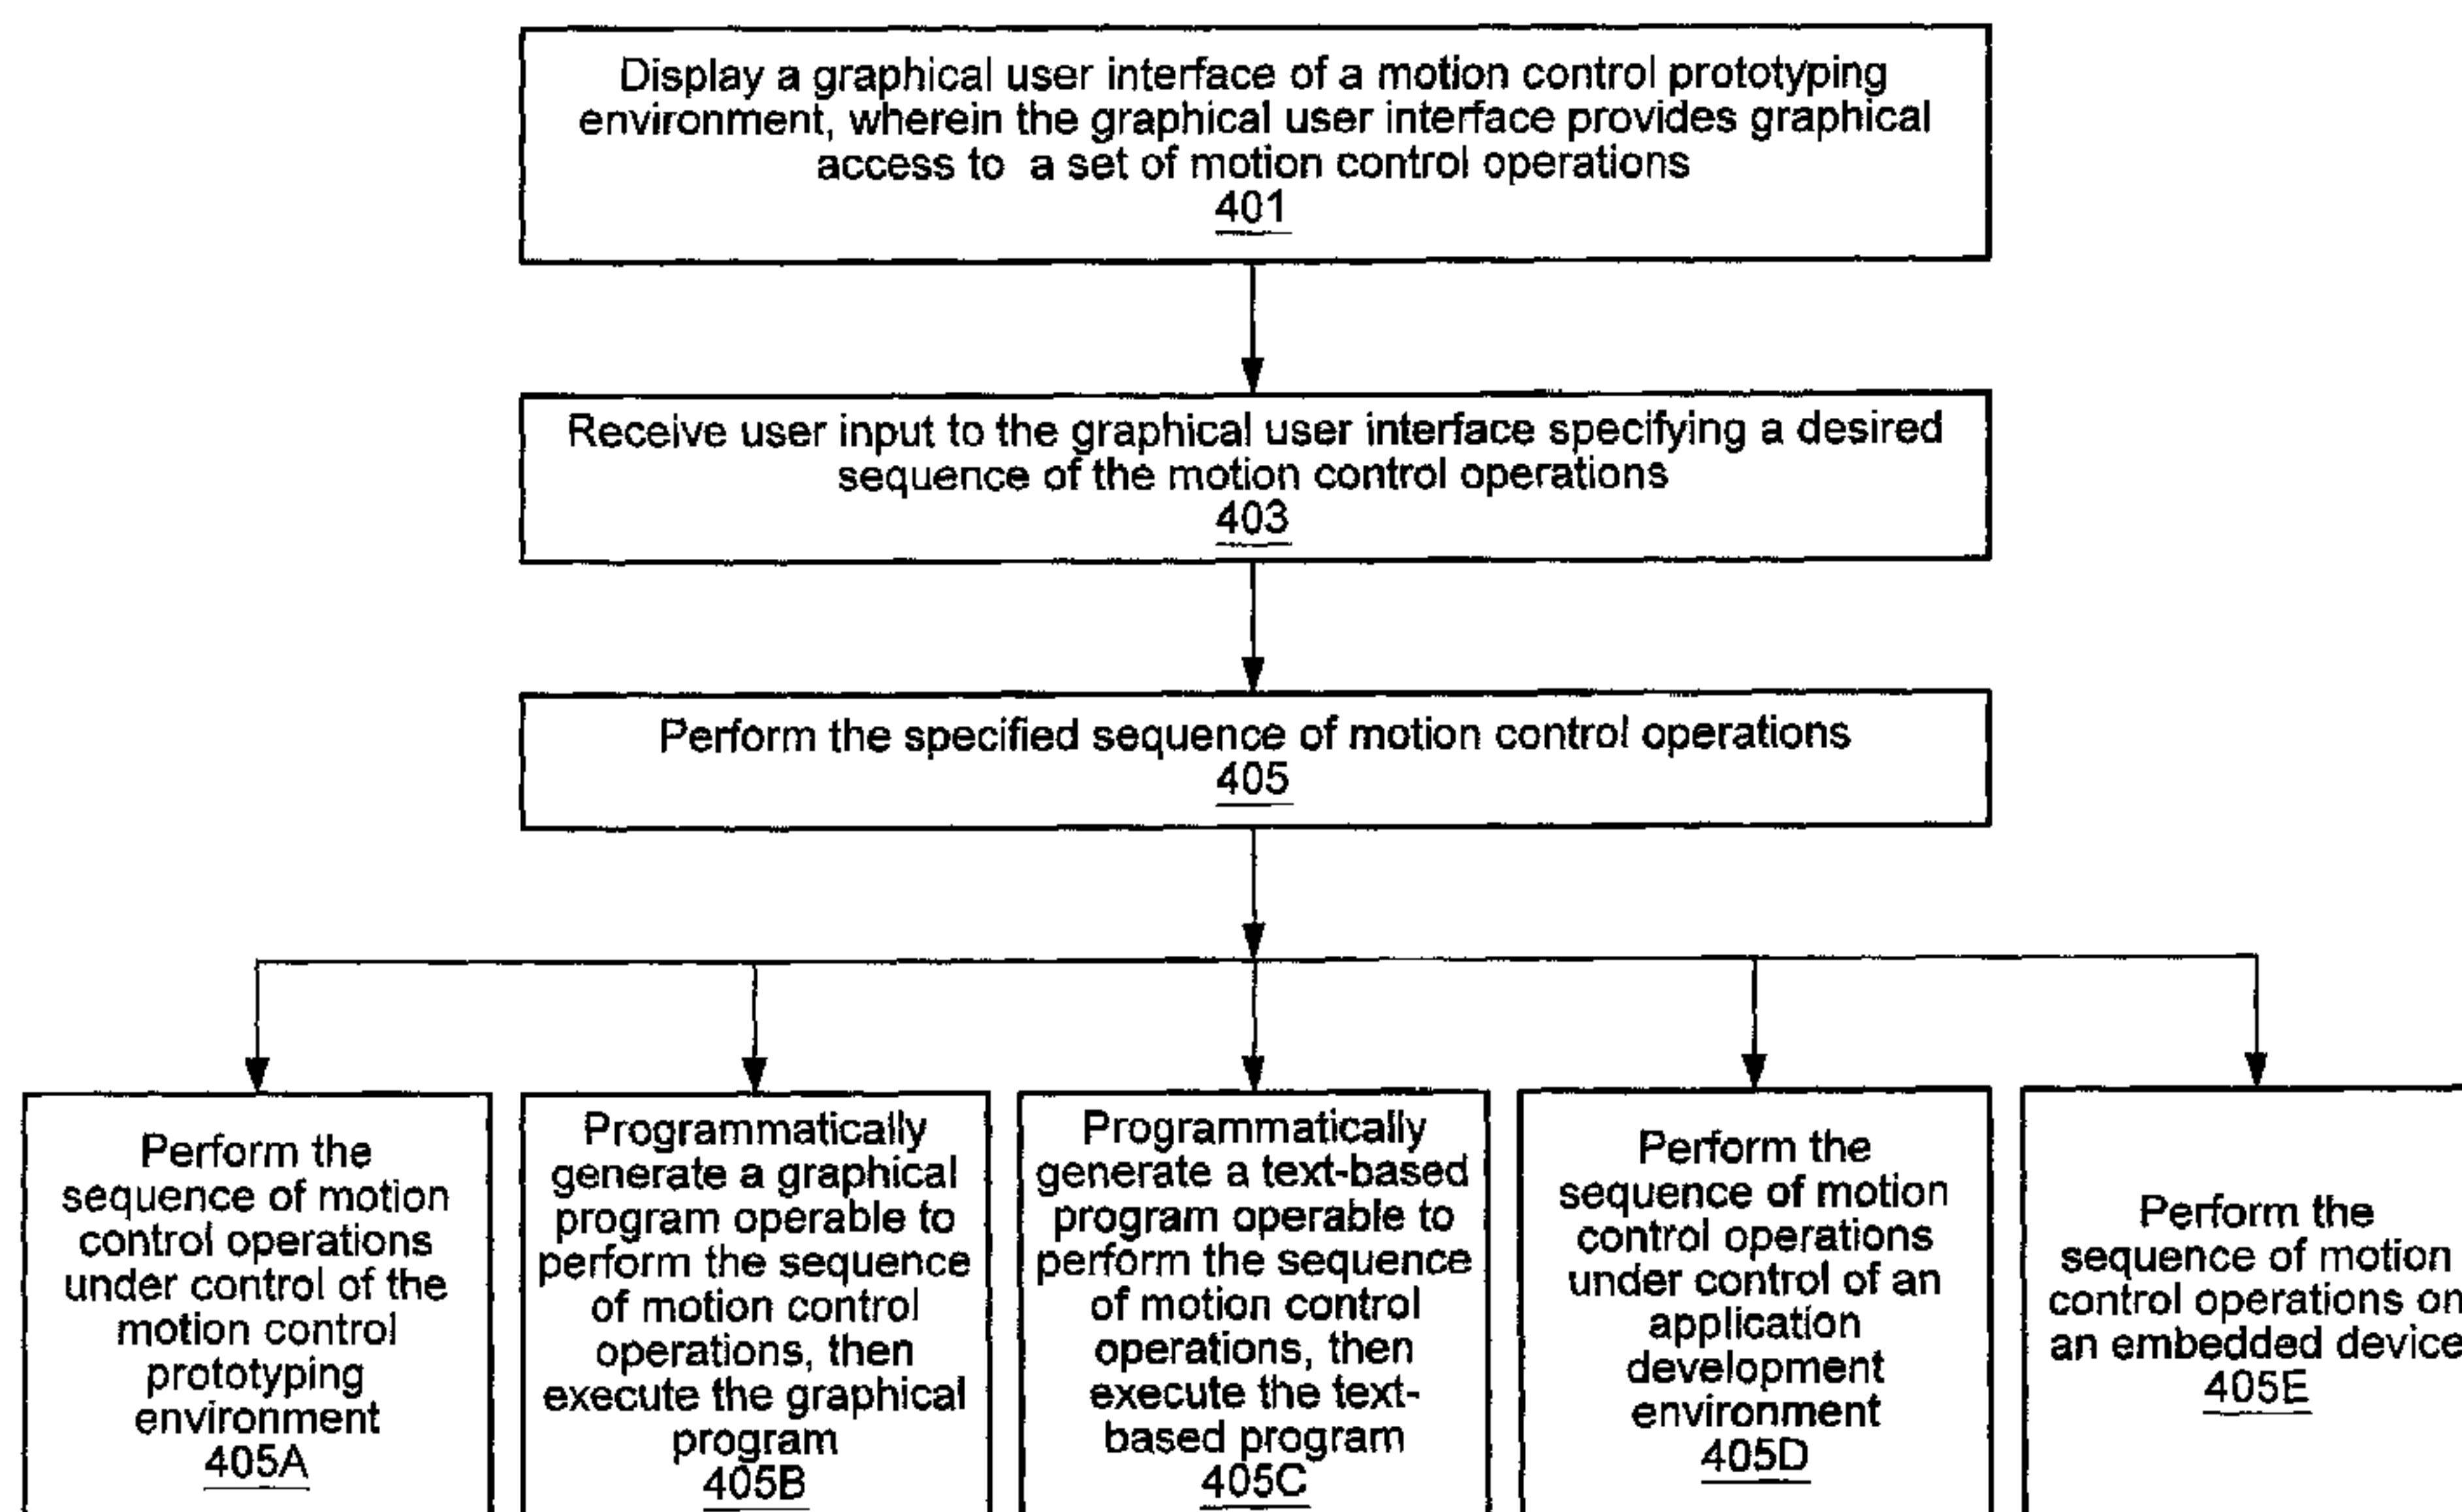 Display a graphical user interface of a motion control prototyping
environment, wherein the graphical user interface provides graphical
access to a set of motion control operations
401
Receive user input to the graphical user interface specifying a desired
sequence of the motion control operations
403
Perform the specified sequence of motion control operations
405
Perform the
sequence of motion
control operations
under control of the
motion control
prototyping
environment
405A
Programmatically
generate a graphical
program operable to
perform the sequence
of motion control
operations, then
execute the graphical
program
405B
Programmatically
generate a text-based
program operable to
perform the sequence
of motion control
operations, then
execute the text-
based program
405C
Perform the
sequence of motion
control operations
under control of an
application
development
environment
405D
Perform the
sequence of motion
control operations on
an embedded device
405E